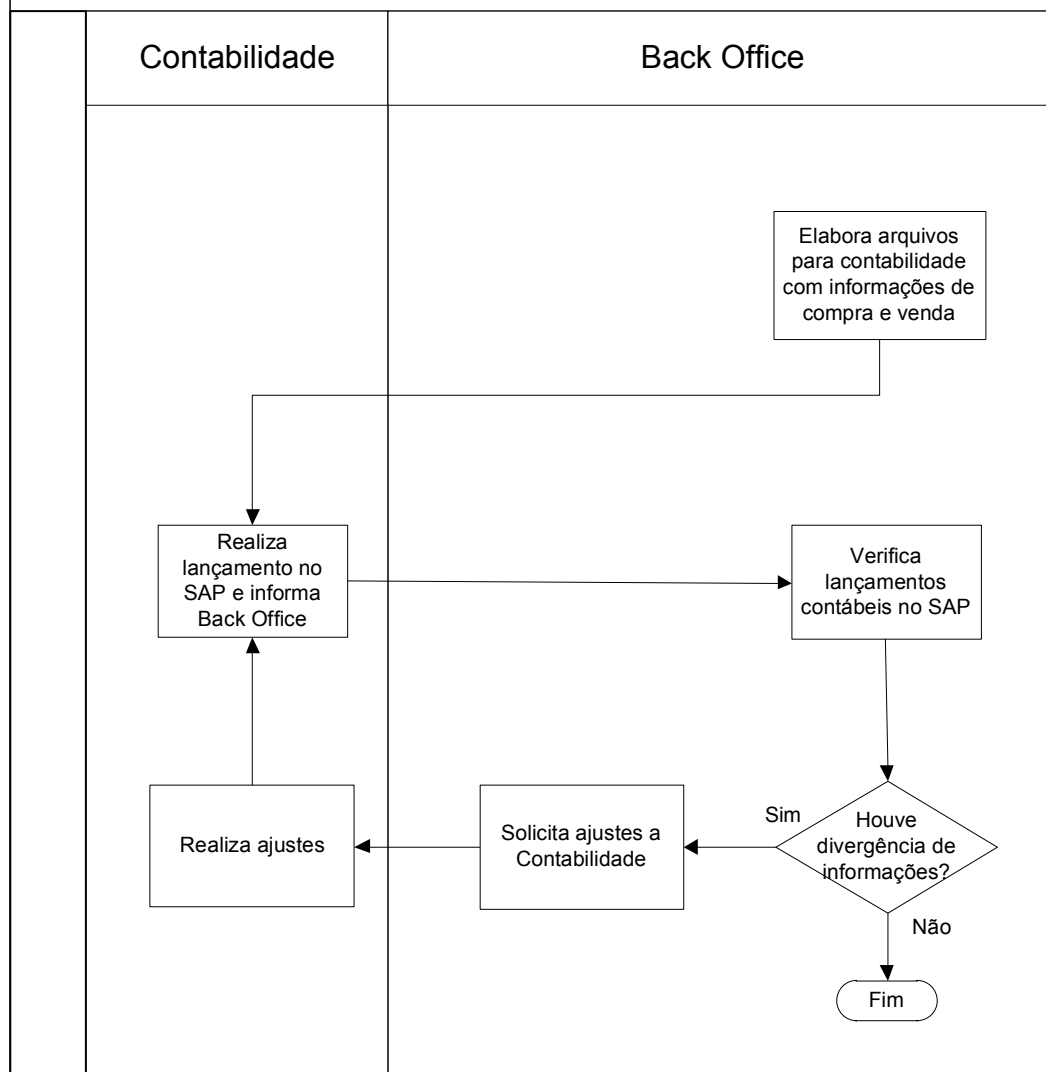 Contabilidade
Back Office
Elabora arquivos
para contabilidade
com informações de
compra e venda
Realiza
lançamento no
SAP e informa
Back Office
Verifica
lançamentos
contábeis no SAP
Realiza ajustes
Solicita ajustes a
Contabilidade
Sim
Houve
divergência de
informações?
Não
Fim